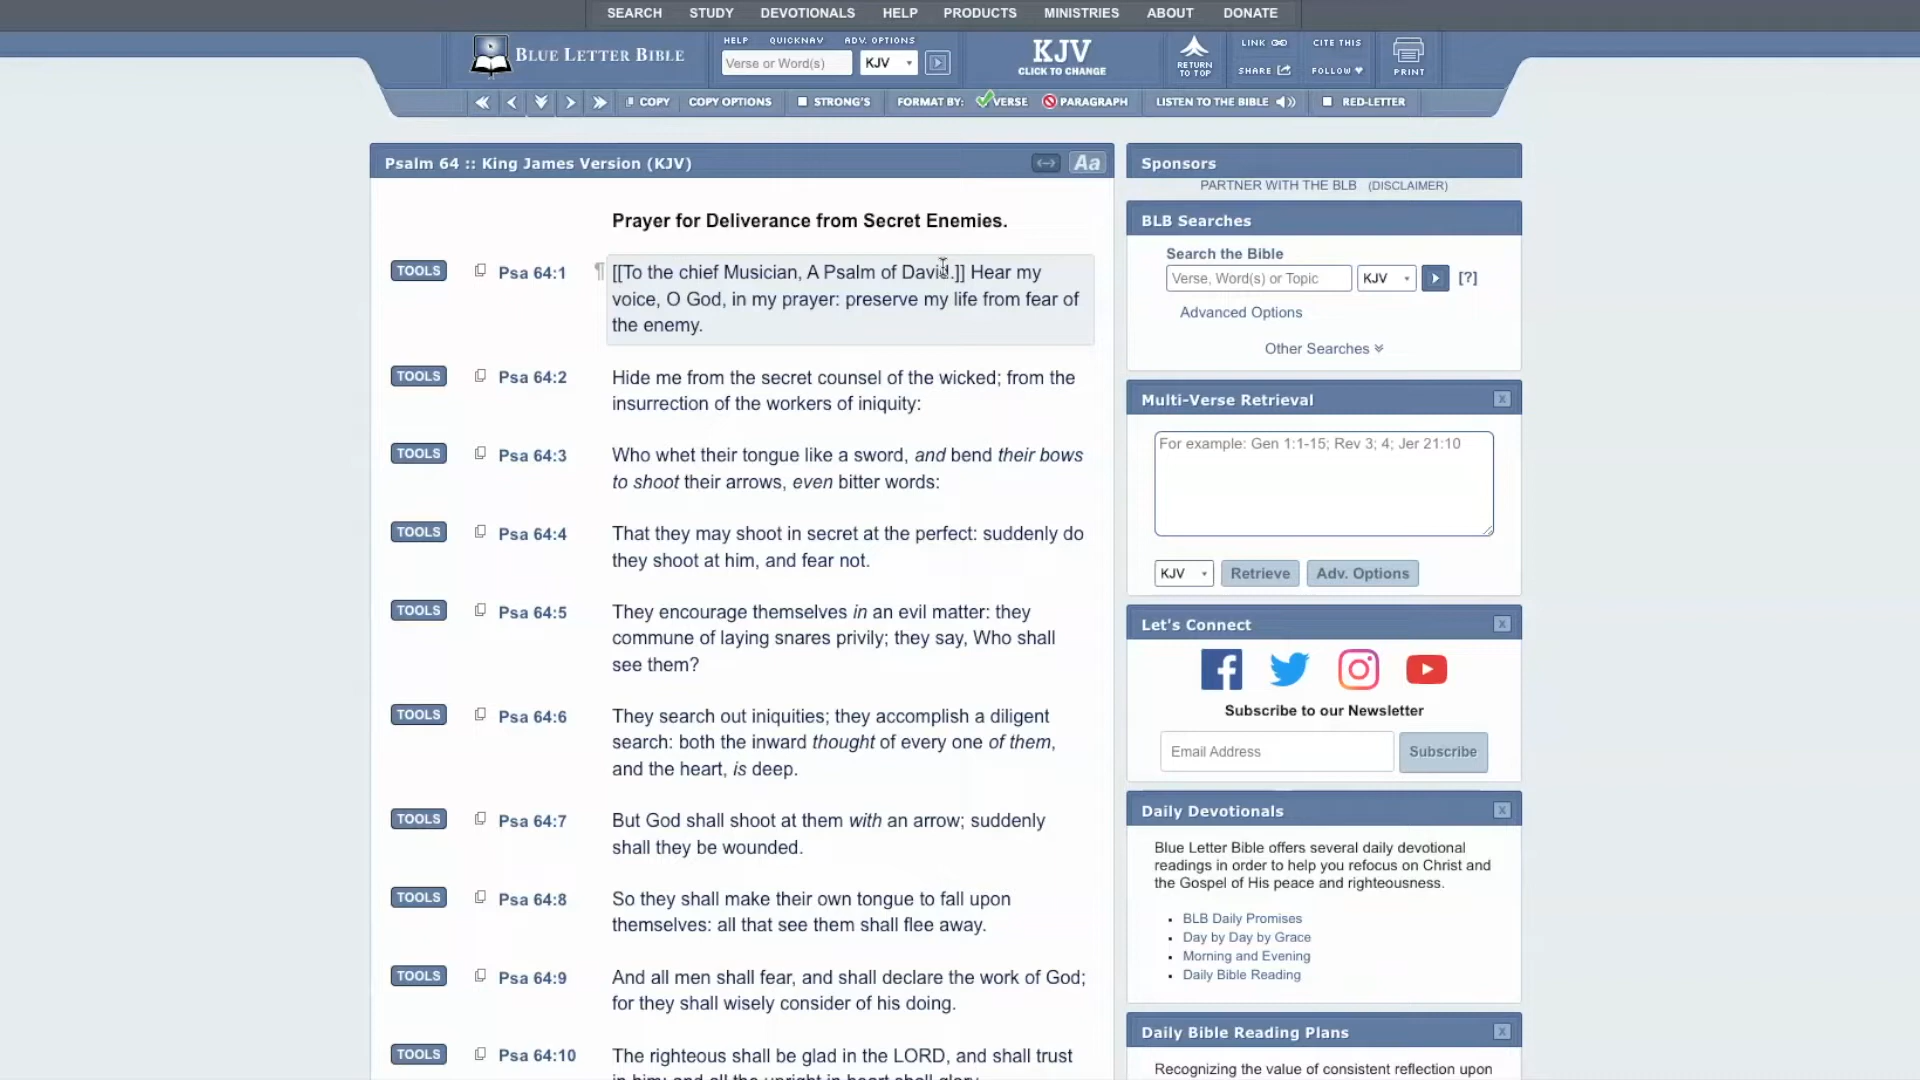 SEARCH STUDY DEVOTIONALS HELP PRODUCTS MINISTRIES ABOUT DONATE
BLUE LETTER BIBLE
HELP QUICKNAV ADV. OPTIONS
Verse or Word(s) KJV
KJV
CLICK TO CHANGE
RETURN
TO TOP
LINK CITE THIS
SHARE FOLLOW
PRINT
COPY COPY OPTIONS STRONG'S FORMAT BY: VERSE PARAGRAPH LISTEN TO THE BIBLE RED-LETTER
Psalm 64 :: King James Version (KJV) Aa
Prayer for Deliverance from Secret Enemies.
TOOLS Psa 64:1 ¶ [[To the chief Musician, A Psalm of David.]] Hear my
voice, O God, in my prayer: preserve my life from fear of
the enemy.
TOOLS Psa 64:2 Hide me from the secret counsel of the wicked; from the
insurrection of the workers of iniquity:
TOOLS Psa 64:3 Who whet their tongue like a sword, and bend their bows
to shoot their arrows, even bitter words:
TOOLS Psa 64:4 That they may shoot in secret at the perfect: suddenly do
they shoot at him, and fear not.
TOOLS Psa 64:5 They encourage themselves in an evil matter: they
commune of laying snares privily; they say, Who shall
see them?
TOOLS Psa 64:6 They search out iniquities; they accomplish a diligent
search: both the inward thought of every one of them,
and the heart, is deep.
TOOLS Psa 64:7 But God shall shoot at them with an arrow; suddenly
shall they be wounded.
TOOLS Psa 64:8 So they shall make their own tongue to fall upon
themselves: all that see them shall flee away.
TOOLS Psa 64:9 And all men shall fear, and shall declare the work of God;
for they shall wisely consider of his doing.
TOOLS Psa 64:10 The righteous shall be glad in the LORD, and shall trust
in him; and all the upright in heart shall glory.
Sponsors
PARTNER WITH THE BLB (DISCLAIMER)
BLB Searches
Search the Bible
Verse, Word(s) or Topic KJV [?]
Advanced Options
Other Searches
Multi-Verse Retrieval x
For example: Gen 1:1-15; Rev 3; 4; Jer 21:10
KJV Retrieve Adv. Options
Let's Connect x
Subscribe to our Newsletter
Email Address Subscribe
Daily Devotionals x
Blue Letter Bible offers several daily devotional
readings in order to help you refocus on Christ and
the Gospel of His peace and righteousness.
BLB Daily Promises
Day by Day by Grace
Morning and Evening
Daily Bible Reading
Daily Bible Reading Plans x
Recognizing the value of consistent reflection upon